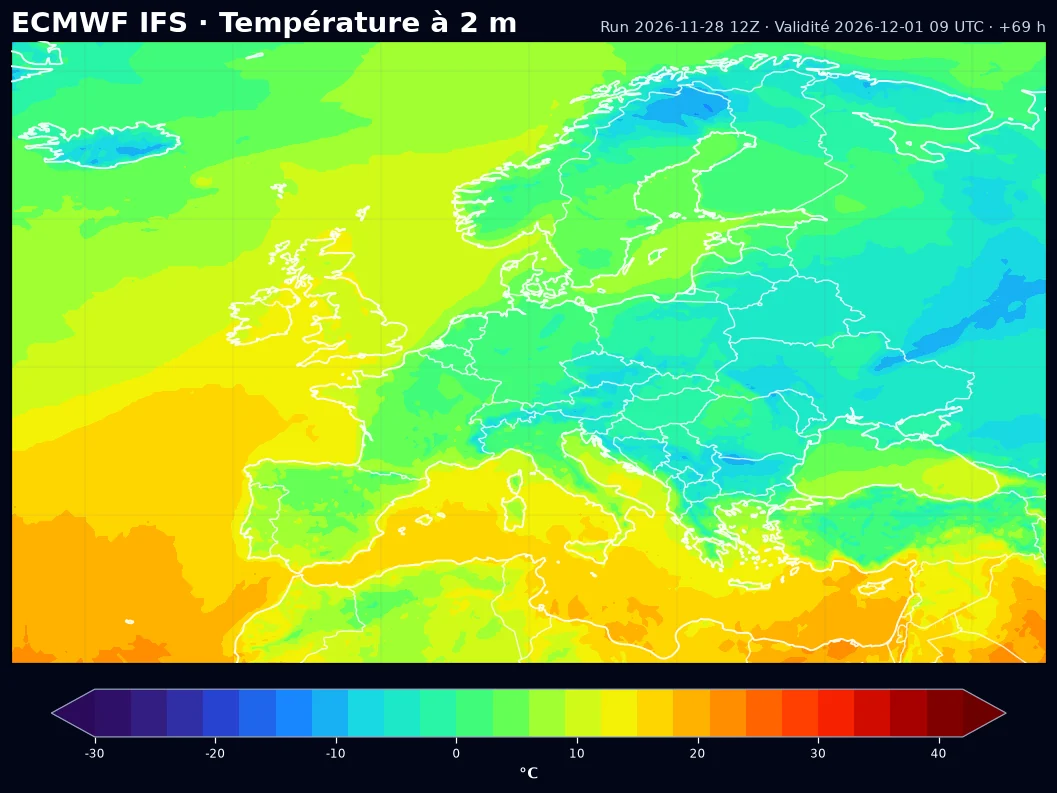 ECMWF IFS · Température à 2 m
Run 2026-11-28 12Z · Validité 2026-12-01 09 UTC · +69 h
-30 -20 -10 0 10 20 30 40
°C